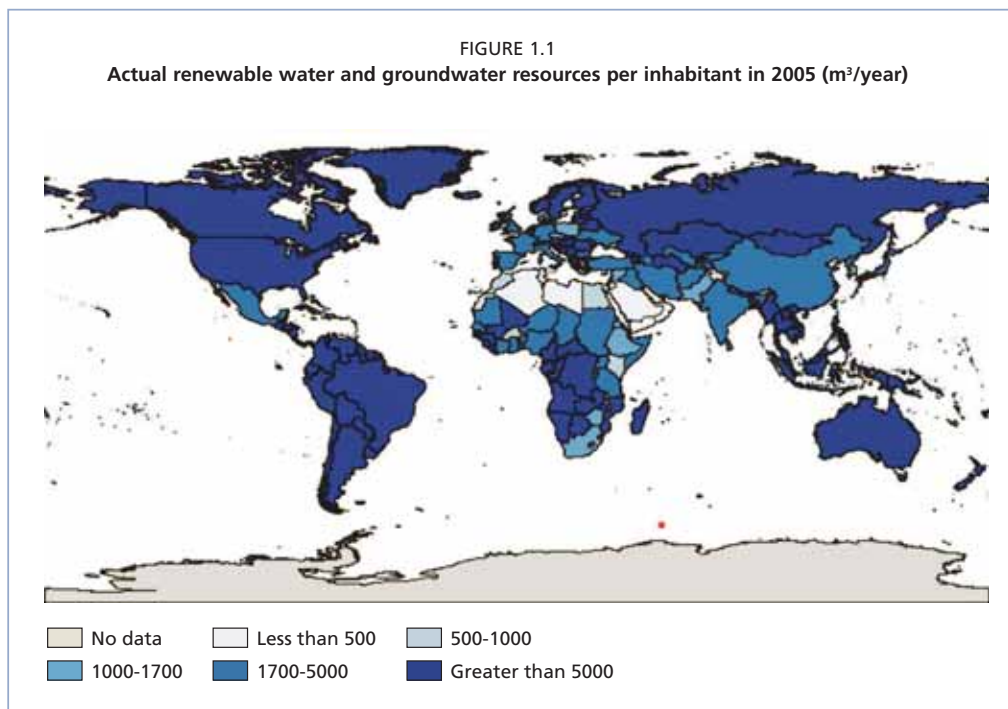 FIGURE 1.1
Actual renewable water and groundwater resources per inhabitant in 2005 (m³/year)
No data
Less than 500
500-1000
1000-1700
1700-5000
Greater than 5000